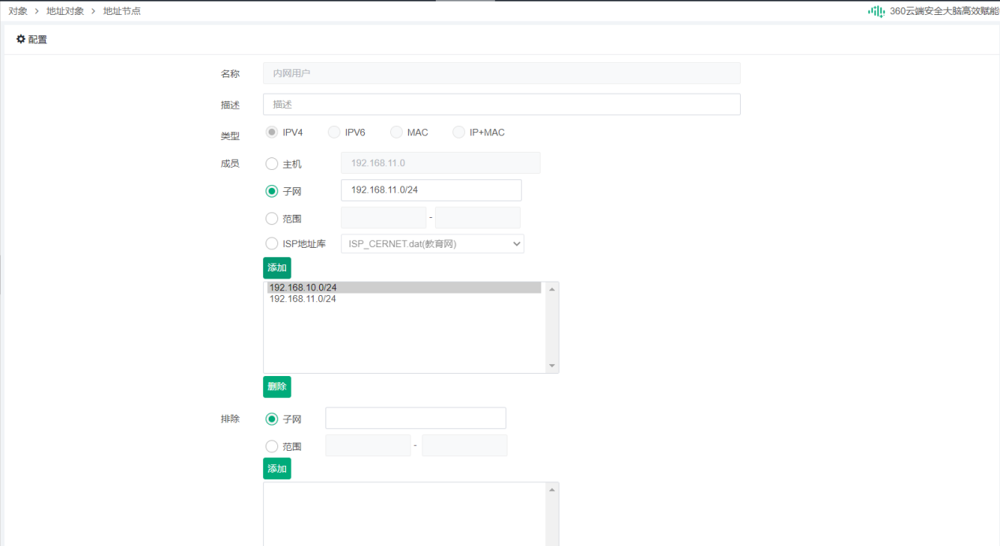 对象 > 地址对象 > 地址节点
360云端安全大脑高效赋能
配置
名称 内网用户
描述 描述
类型 IPV4 IPV6 MAC IP+MAC
成员 主机 192.168.11.0
子网 192.168.11.0/24
范围 -
ISP地址库 ISP_CERNET.dat(教育网)
添加
192.168.10.0/24
192.168.11.0/24
删除
排除 子网
范围 -
添加